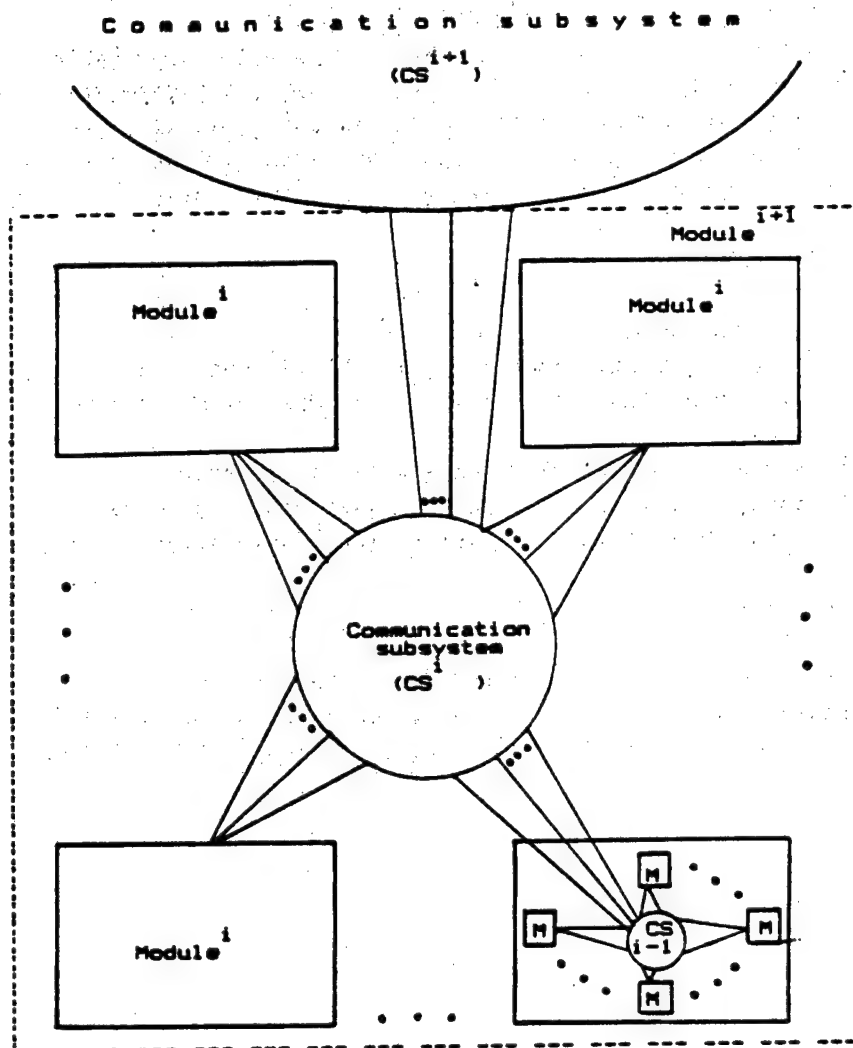 Communication subsystem
(CS^{i+1})
Module^{i+1}
Module^{i}
Module^{i}
Communication
subsystem
(CS^{i})
Module^{i}
M
M
CS
i-1
M
M